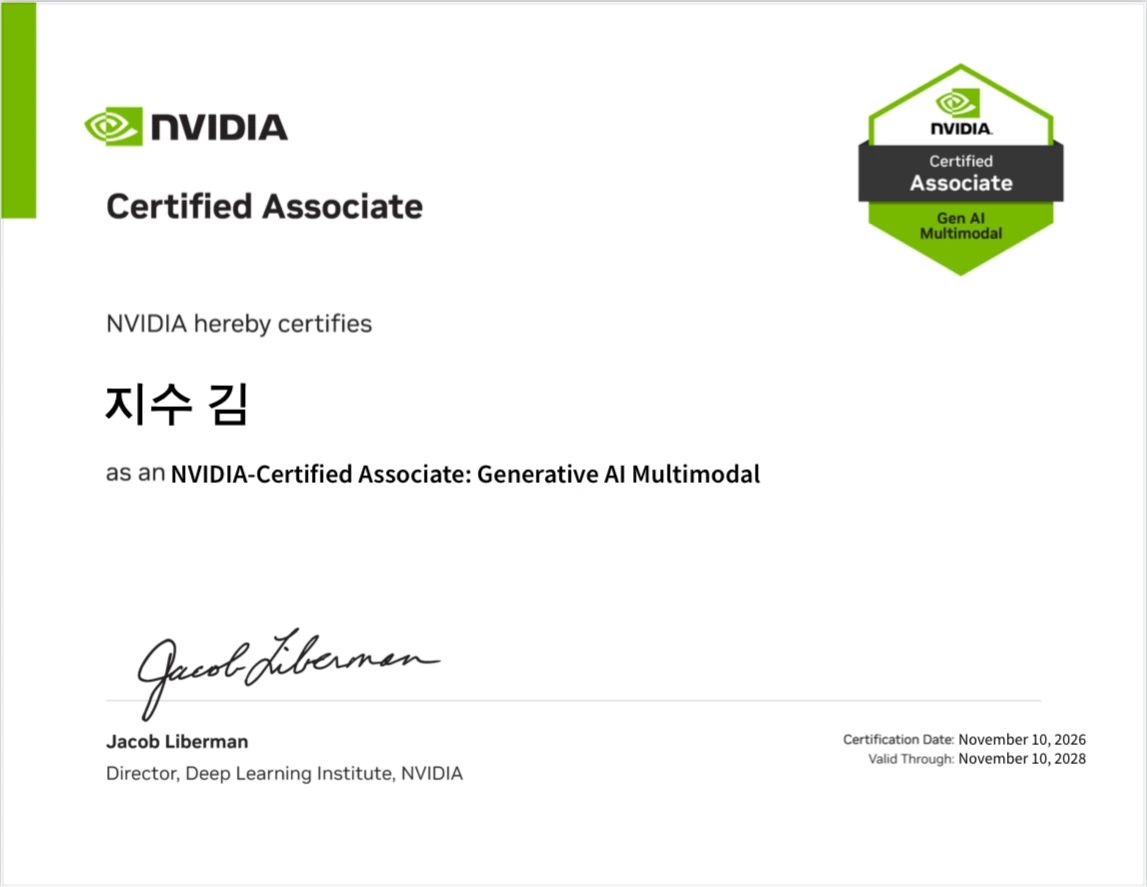 NVIDIA
Certified Associate
NVIDIA hereby certifies
지수 김
as an NVIDIA-Certified Associate: Generative AI Multimodal
NVIDIA.
Certified
Associate
Gen AI
Multimodal
Jacob Liberman
Jacob Liberman
Director, Deep Learning Institute, NVIDIA
Certification Date: November 10, 2026
Valid Through: November 10, 2028